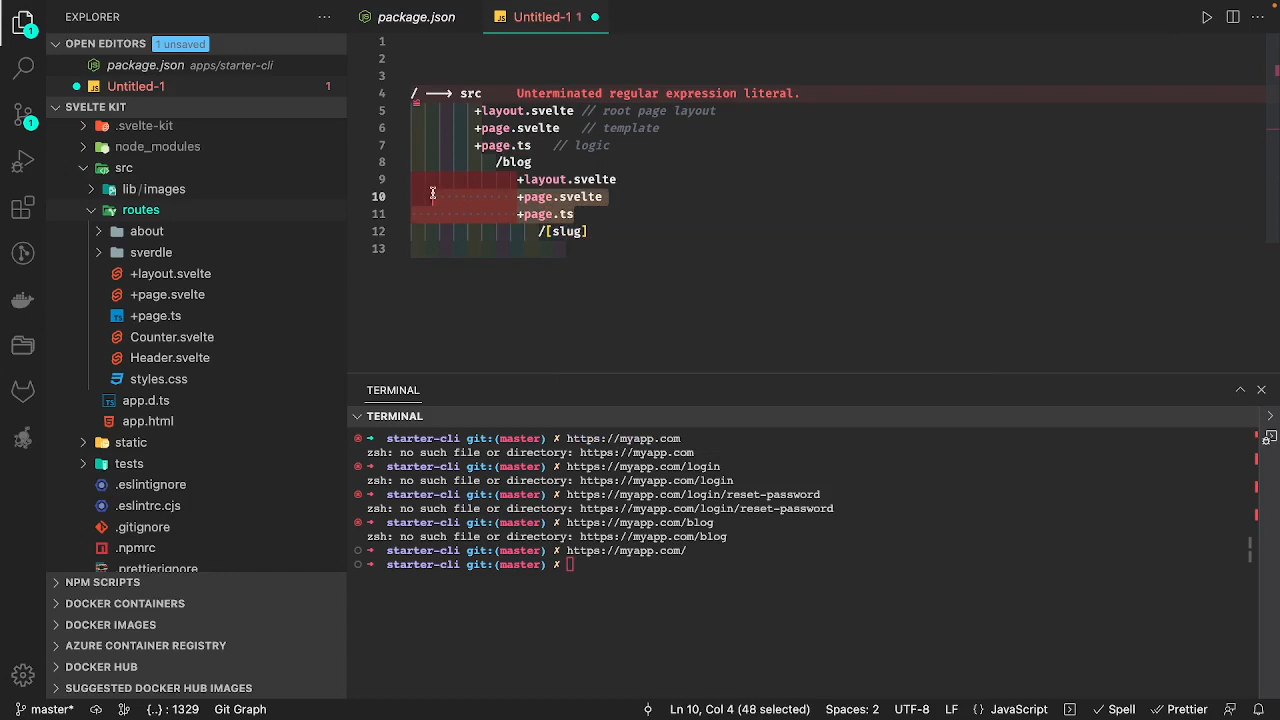 EXPLORER
package.json
Untitled-1 1
OPEN EDITORS 1 unsaved
package.json apps/starter-cli
Untitled-1 1
SVELTE KIT
.svelte-kit
node_modules
src
lib/images
routes
about
sverdle
+layout.svelte
+page.svelte
+page.ts
Counter.svelte
Header.svelte
styles.css
app.d.ts
app.html
static
tests
.eslintignore
.eslintrc.cjs
.gitignore
.npmrc
.prettierignore
NPM SCRIPTS
DOCKER CONTAINERS
DOCKER IMAGES
AZURE CONTAINER REGISTRY
DOCKER HUB
SUGGESTED DOCKER HUB IMAGES
1
1
1
2
3
4 / ⟶ src Unterminated regular expression literal.
5 +layout.svelte // root page layout
6 +page.svelte // template
7 +page.ts // logic
8 /blog
9 +layout.svelte
10 +page.svelte
11 +page.ts
12 /[slug]
13
TERMINAL
TERMINAL
starter-cli git:(master) ✗ https://myapp.com
zsh: no such file or directory: https://myapp.com
starter-cli git:(master) ✗ https://myapp.com/login
zsh: no such file or directory: https://myapp.com/login
starter-cli git:(master) ✗ https://myapp.com/login/reset-password
zsh: no such file or directory: https://myapp.com/login/reset-password
starter-cli git:(master) ✗ https://myapp.com/blog
zsh: no such file or directory: https://myapp.com/blog
starter-cli git:(master) ✗ https://myapp.com/
starter-cli git:(master) ✗
master* {..} : 1329 Git Graph Ln 10, Col 4 (48 selected) Spaces: 2 UTF-8 LF {} JavaScript Spell Prettier